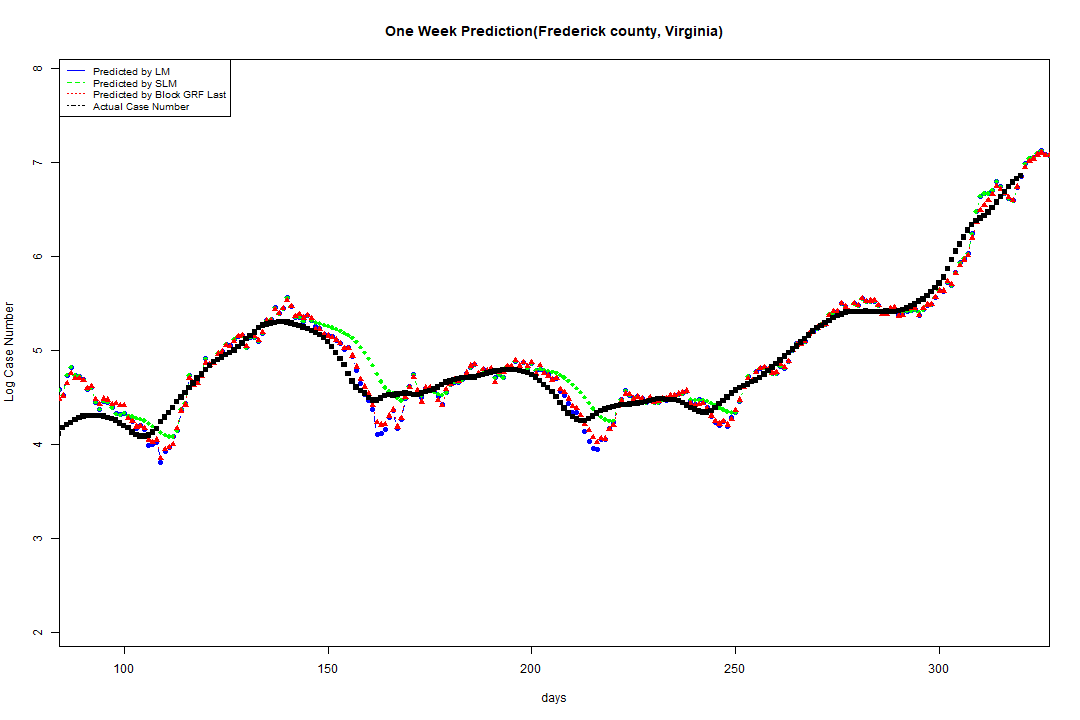 One Week Prediction(Frederick county, Virginia)
Predicted by LM
Predicted by SLM
Predicted by Block GRF Last
Actual Case Number
8
7
6
5
4
3
2
Log Case Number
100 150 200 250 300
days